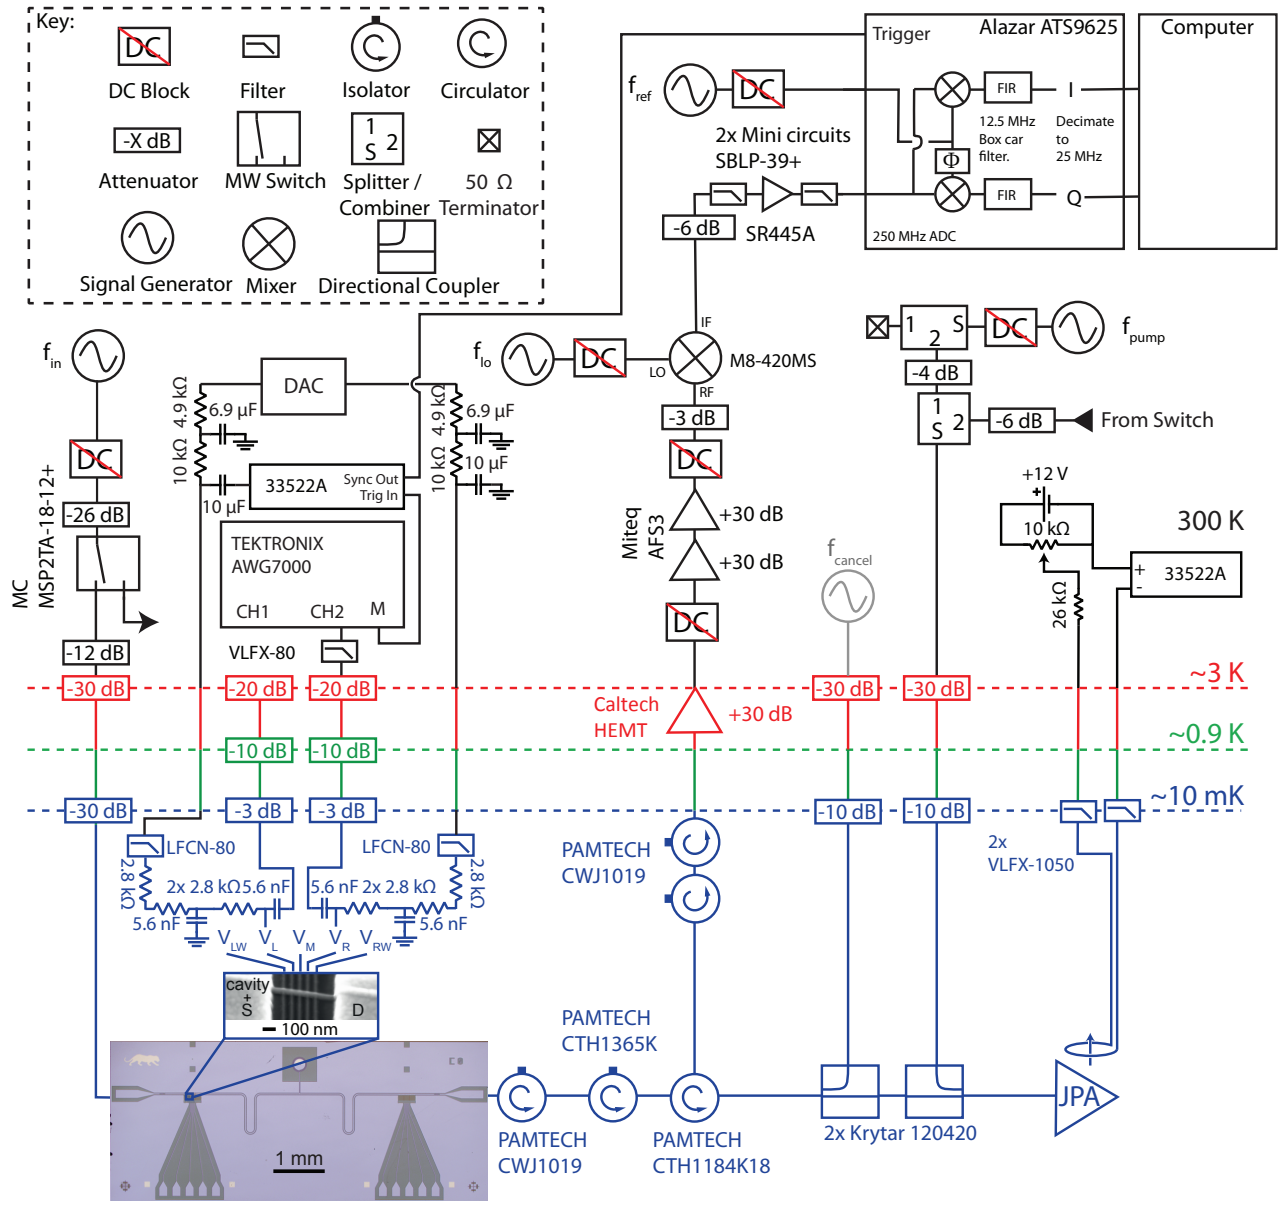 Key:
DC
DC Block
Filter
Isolator
Circulator
-X dB
Attenuator
MW Switch
1
S 2
Splitter /
Combiner
50 Ω
Terminator
Signal Generator
Mixer
Directional Coupler
Trigger
Alazar ATS9625
Computer
f ref
DC
FIR
I
12.5 MHz
Box car
filter.
Decimate
to
25 MHz
Φ
FIR
Q
250 MHz ADC
2x Mini circuits
SBLP-39+
-6 dB
SR445A
f in
DC
-26 dB
MC
MSP2TA-18-12+
-12 dB
DAC
4.9 kΩ
6.9 µF
10 kΩ
10 µF
4.9 kΩ
6.9 µF
10 kΩ
10 µF
33522A
Sync Out
Trig In
TEKTRONIX
AWG7000
CH1
CH2
M
VLFX-80
f lo
DC
LO
IF
RF
M8-420MS
-3 dB
DC
Miteq
AFS3
+30 dB
+30 dB
DC
1
2
S
DC
f pump
-4 dB
1
S 2
-6 dB
From Switch
f cancel
+12 V
+
10 kΩ
26 kΩ
+
-
33522A
300 K
-30 dB
-20 dB
-20 dB
Caltech
HEMT
+30 dB
-30 dB
-30 dB
~3 K
-10 dB
-10 dB
~0.9 K
-30 dB
-3 dB
-3 dB
-10 dB
-10 dB
~10 mK
LFCN-80
LFCN-80
2.8 kΩ
2x 2.8 kΩ
5.6 nF
5.6 nF
2x 2.8 kΩ
2.8 kΩ
5.6 nF
5.6 nF
V LW
V L
V M
V R
V RW
PAMTECH
CWJ1019
2x
VLFX-1050
cavity
+
S
D
100 nm
1 mm
PAMTECH
CTH1365K
PAMTECH
CWJ1019
PAMTECH
CTH1184K18
2x Krytar 120420
JPA